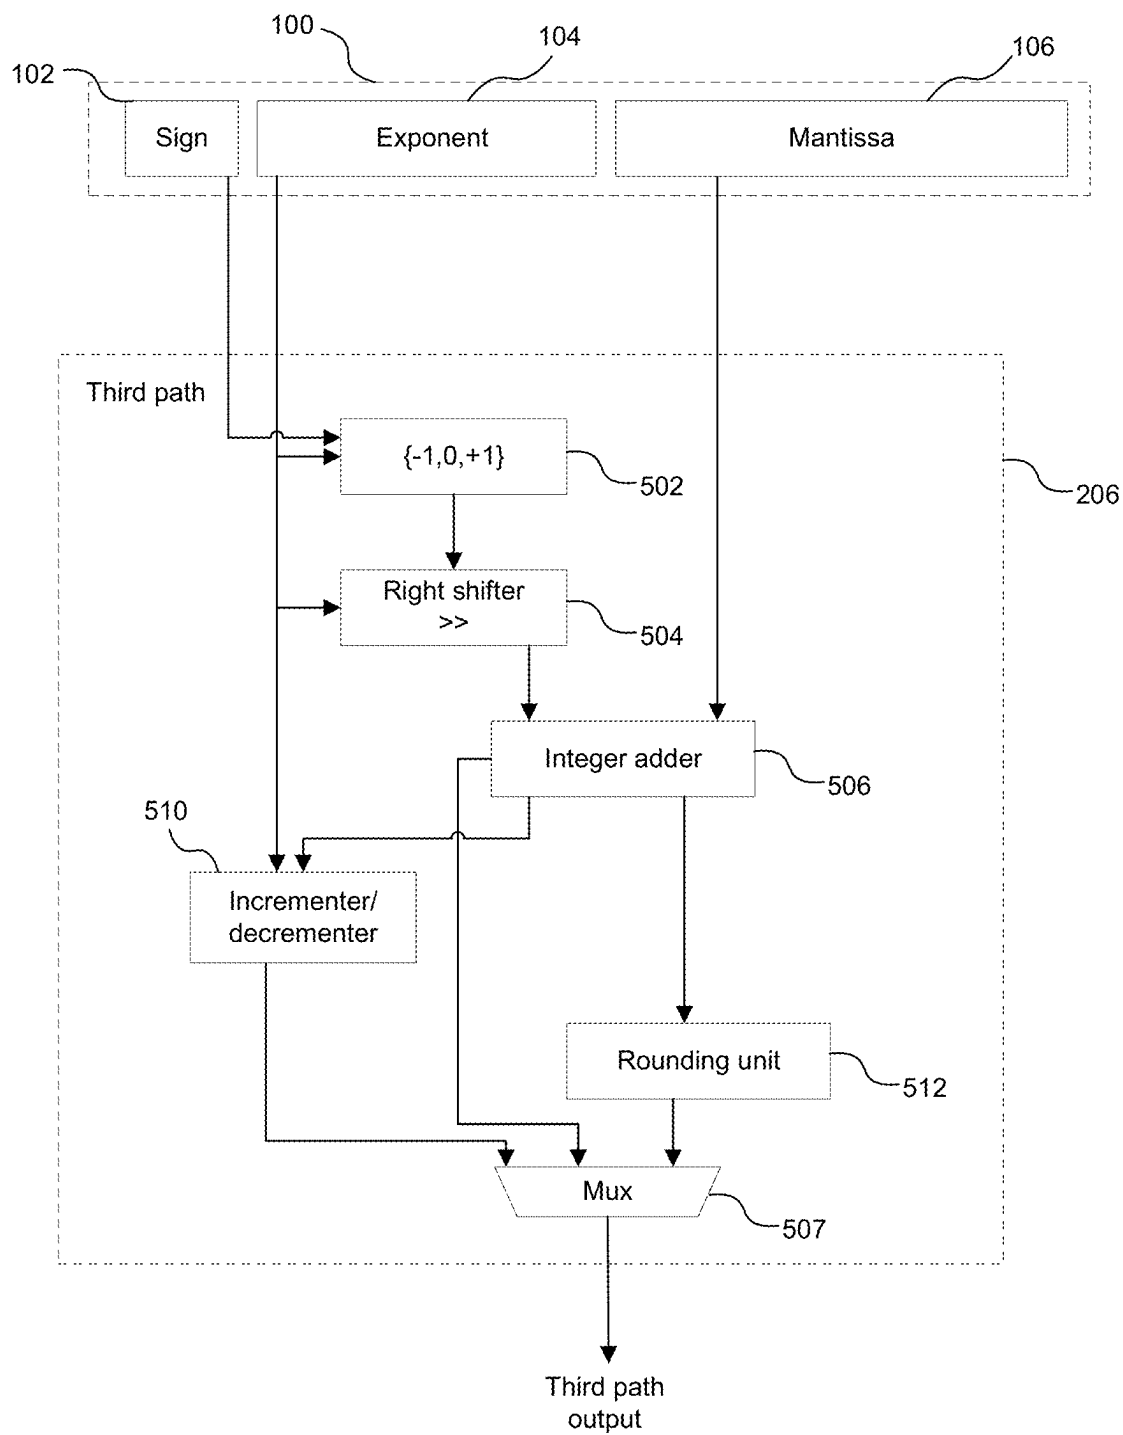 100
104
106
102
Sign
Exponent
Mantissa
Third path
{-1,0,+1}
502
206
Right shifter
>>
504
Integer adder
506
510
Incrementer/
decrementer
Rounding unit
512
Mux
507
Third path
output